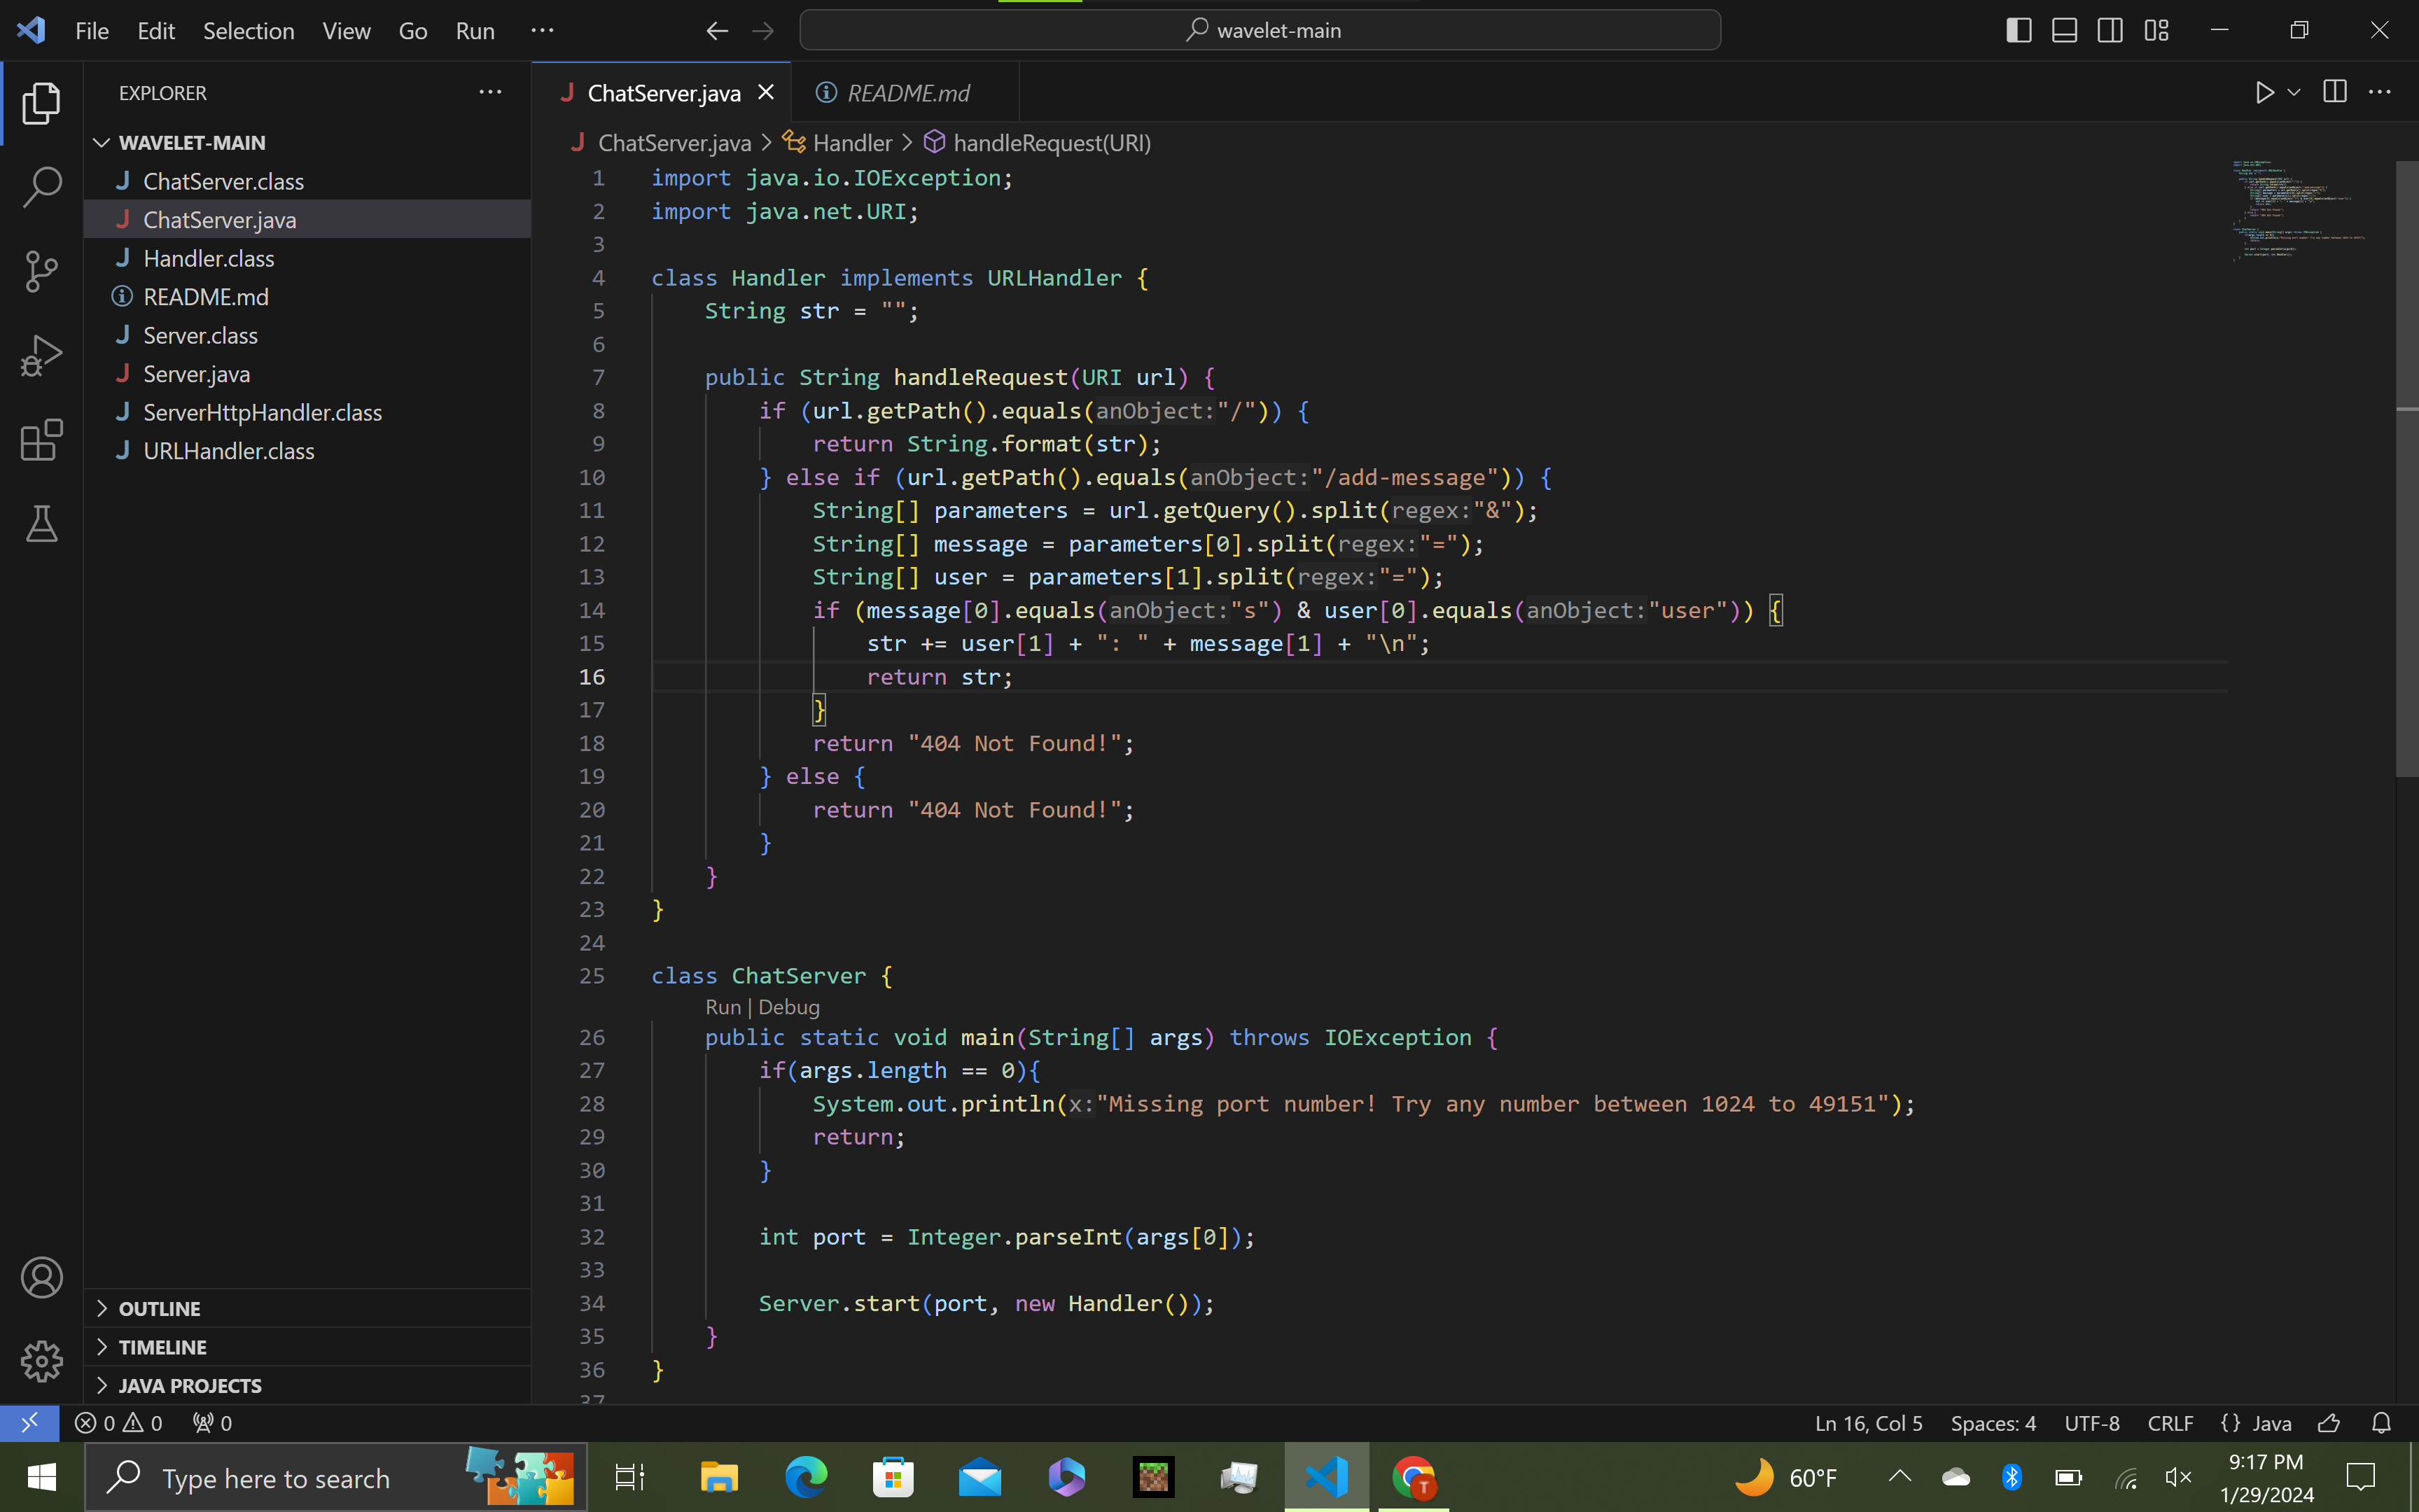 File Edit Selection View Go Run ···
wavelet-main
EXPLORER
WAVELET-MAIN
ChatServer.class
ChatServer.java
Handler.class
README.md
Server.class
Server.java
ServerHttpHandler.class
URLHandler.class
OUTLINE
TIMELINE
JAVA PROJECTS
ChatServer.java README.md
ChatServer.java > Handler > handleRequest(URI)
1 import java.io.IOException;
2 import java.net.URI;
3
4 class Handler implements URLHandler {
5 String str = "";
6
7 public String handleRequest(URI url) {
8 if (url.getPath().equals(anObject:"/")) {
9 return String.format(str);
10 } else if (url.getPath().equals(anObject:"/add-message")) {
11 String[] parameters = url.getQuery().split(regex:"&");
12 String[] message = parameters[0].split(regex:"=");
13 String[] user = parameters[1].split(regex:"=");
14 if (message[0].equals(anObject:"s") & user[0].equals(anObject:"user")) {
15 str += user[1] + ": " + message[1] + "\n";
16 return str;
17 }
18 return "404 Not Found!";
19 } else {
20 return "404 Not Found!";
21 }
22 }
23 }
24
25 class ChatServer {
Run | Debug
26 public static void main(String[] args) throws IOException {
27 if(args.length == 0){
28 System.out.println(x:"Missing port number! Try any number between 1024 to 49151");
29 return;
30 }
31
32 int port = Integer.parseInt(args[0]);
33
34 Server.start(port, new Handler());
35 }
36 }
37
0 0 0
Ln 16, Col 5 Spaces: 4 UTF-8 CRLF {} Java
Type here to search
T
60°F
9:17 PM
1/29/2024